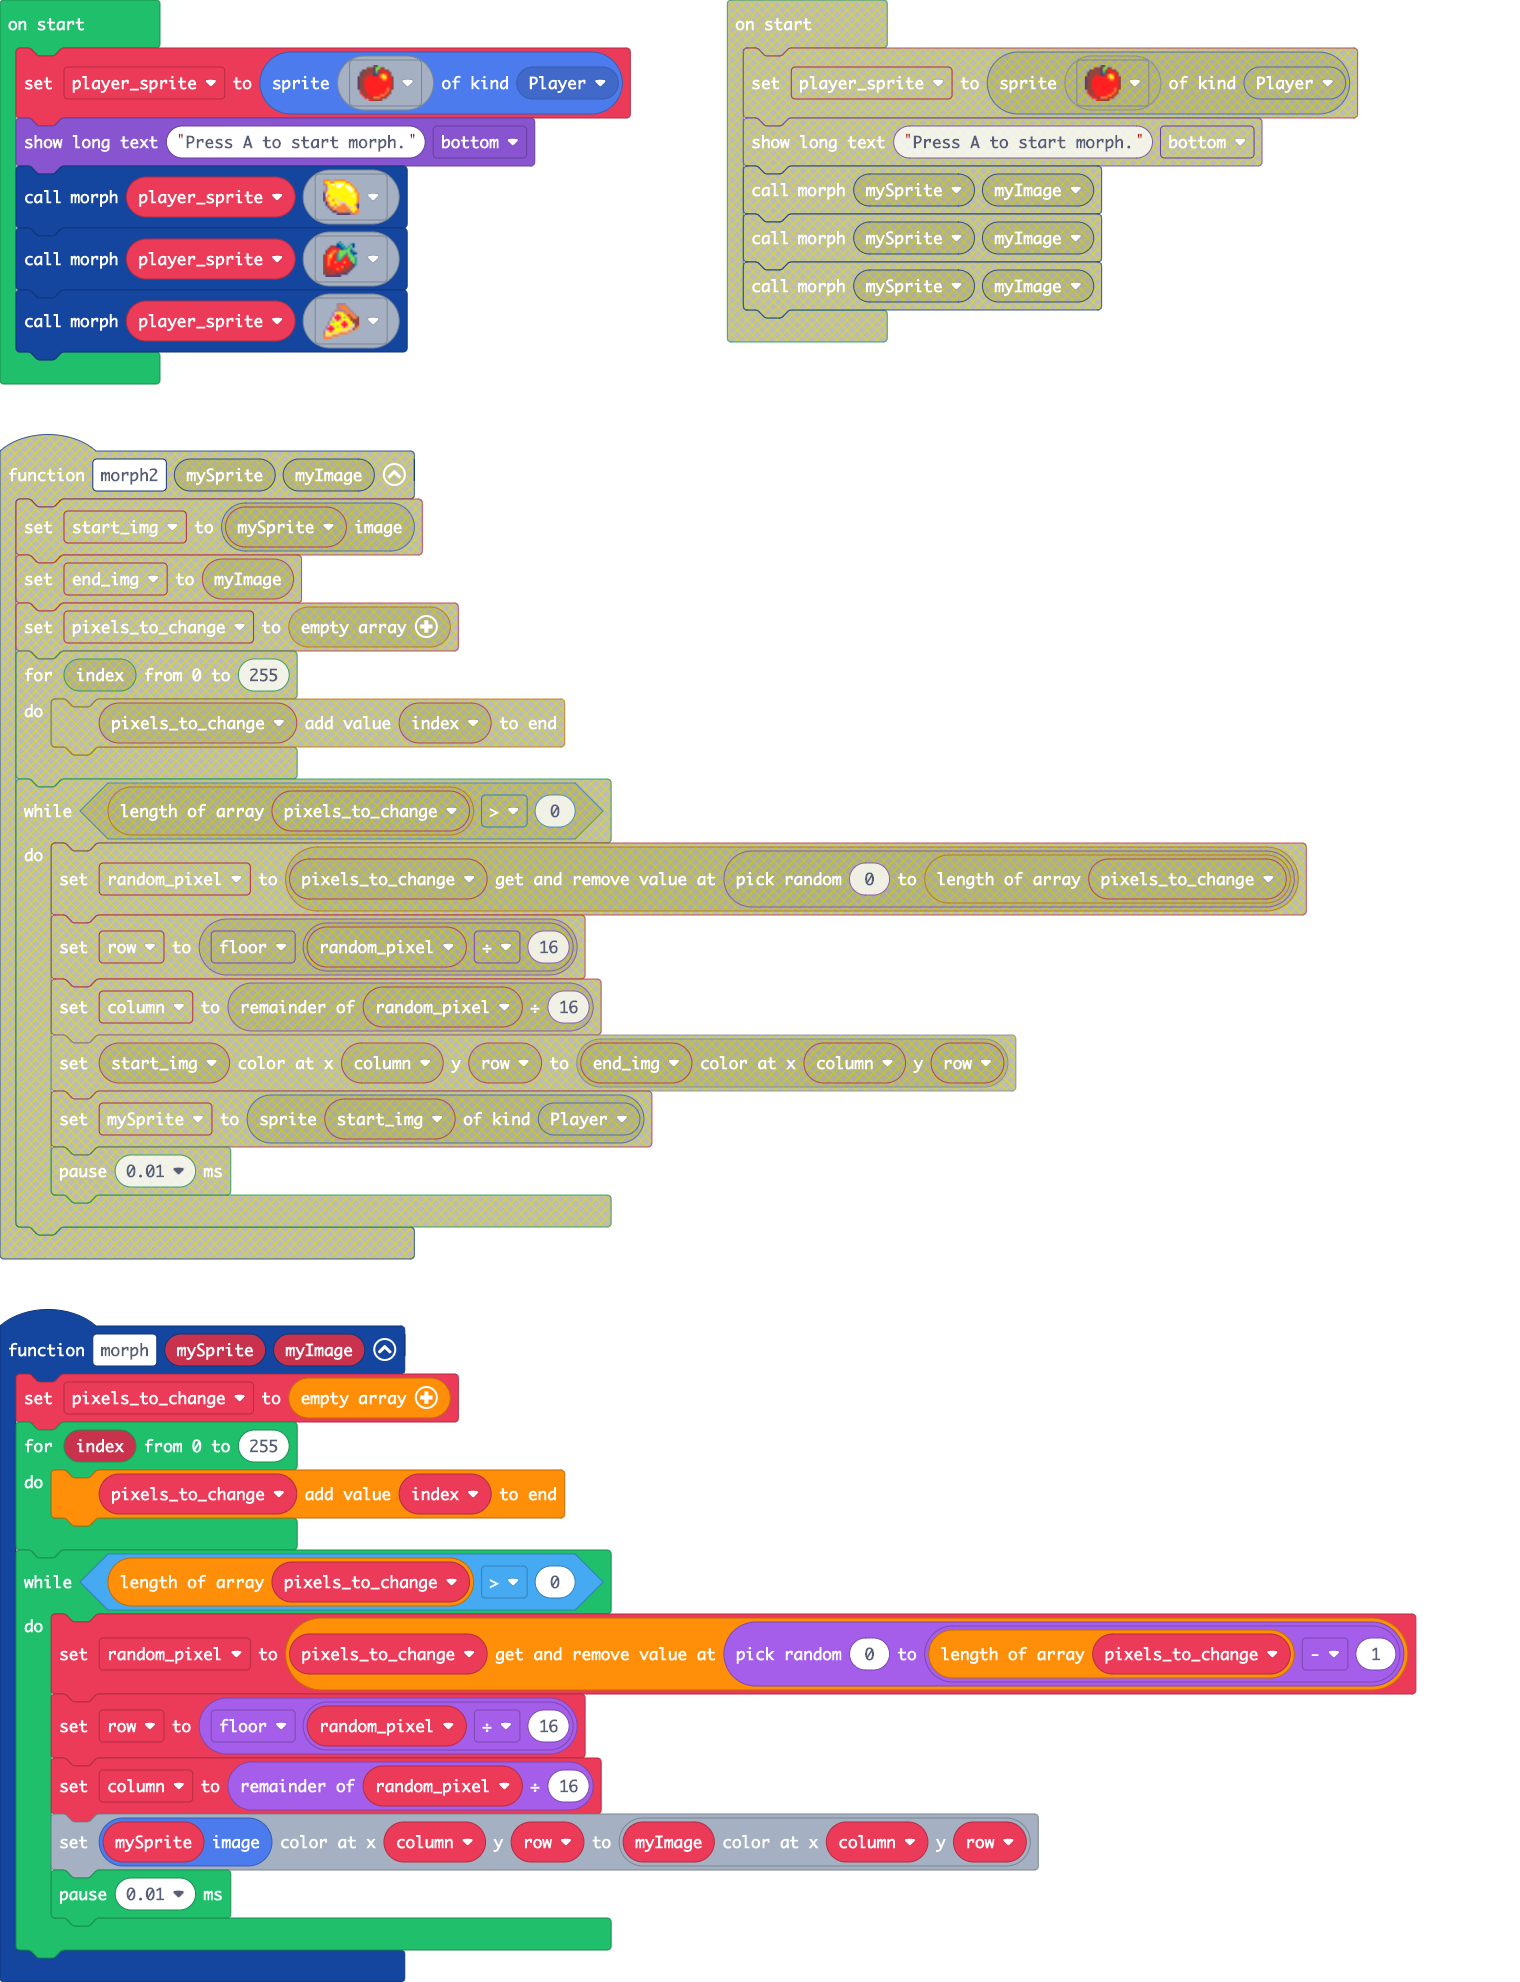 on start
set player_sprite to sprite of kind Player
show long text "Press A to start morph." bottom
call morph player_sprite
call morph player_sprite
call morph player_sprite
on start
set player_sprite to sprite of kind Player
show long text "Press A to start morph." bottom
call morph mySprite myImage
call morph mySprite myImage
call morph mySprite myImage
function morph2 mySprite myImage
set start_img to mySprite image
set end_img to myImage
set pixels_to_change to empty array
for index from 0 to 255
do
pixels_to_change add value index to end
while length of array pixels_to_change > 0
do
set random_pixel to pixels_to_change get and remove value at pick random 0 to length of array pixels_to_change
set row to floor random_pixel ÷ 16
set column to remainder of random_pixel ÷ 16
set start_img color at x column y row to end_img color at x column y row
set mySprite to sprite start_img of kind Player
pause 0.01 ms
function morph mySprite myImage
set pixels_to_change to empty array
for index from 0 to 255
do
pixels_to_change add value index to end
while length of array pixels_to_change > 0
do
set random_pixel to pixels_to_change get and remove value at pick random 0 to length of array pixels_to_change - 1
set row to floor random_pixel ÷ 16
set column to remainder of random_pixel ÷ 16
set mySprite image color at x column y row to myImage color at x column y row
pause 0.01 ms